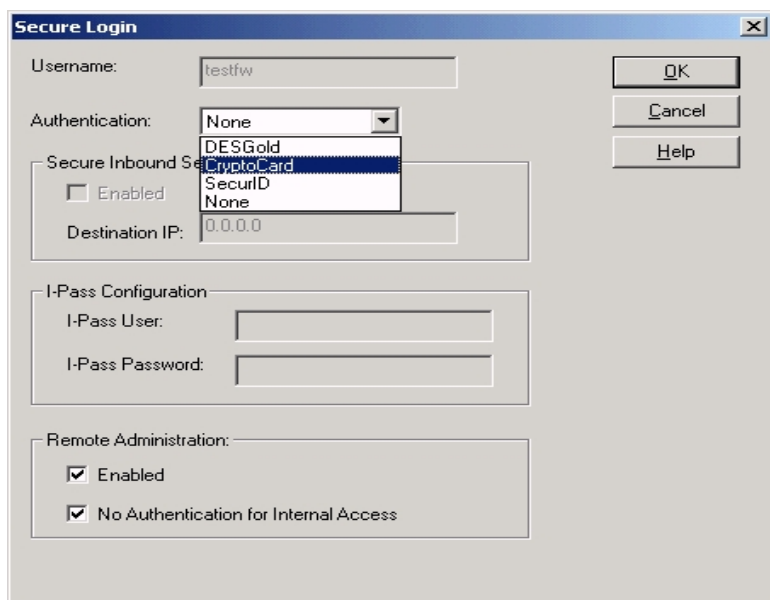 Secure Login
Username:
testfw
OK
Authentication:
None
Cancel
DESGold
Secure Inbound Se
CryptoCard
Help
SecurID
Enabled
None
Destination IP:
0.0.0.0
I-Pass Configuration
I-Pass User:
I-Pass Password:
Remote Administration:
Enabled
No Authentication for Internal Access